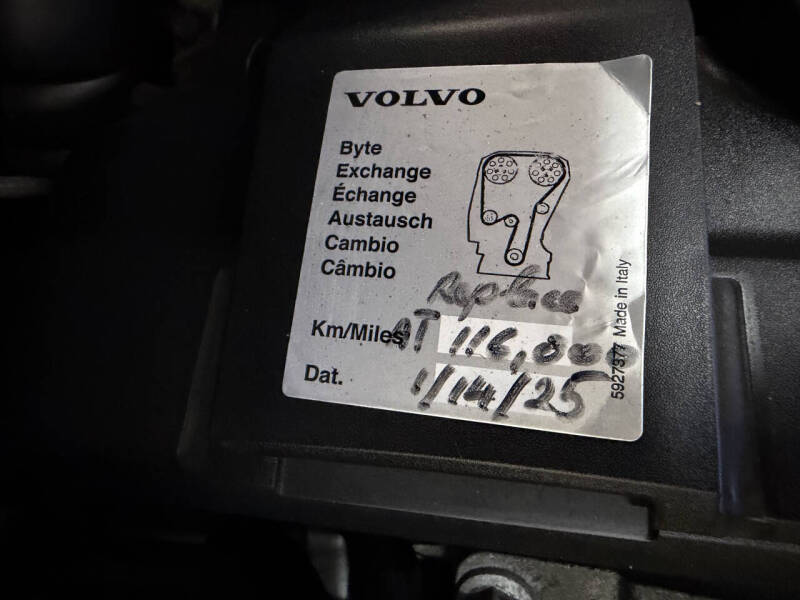 VOLVO
Byte
Exchange
Échange
Austausch
Cambio
Câmbio
Replace
Km/Miles AT 116,000
Dat. 1/14/25
5927377 Made in Italy